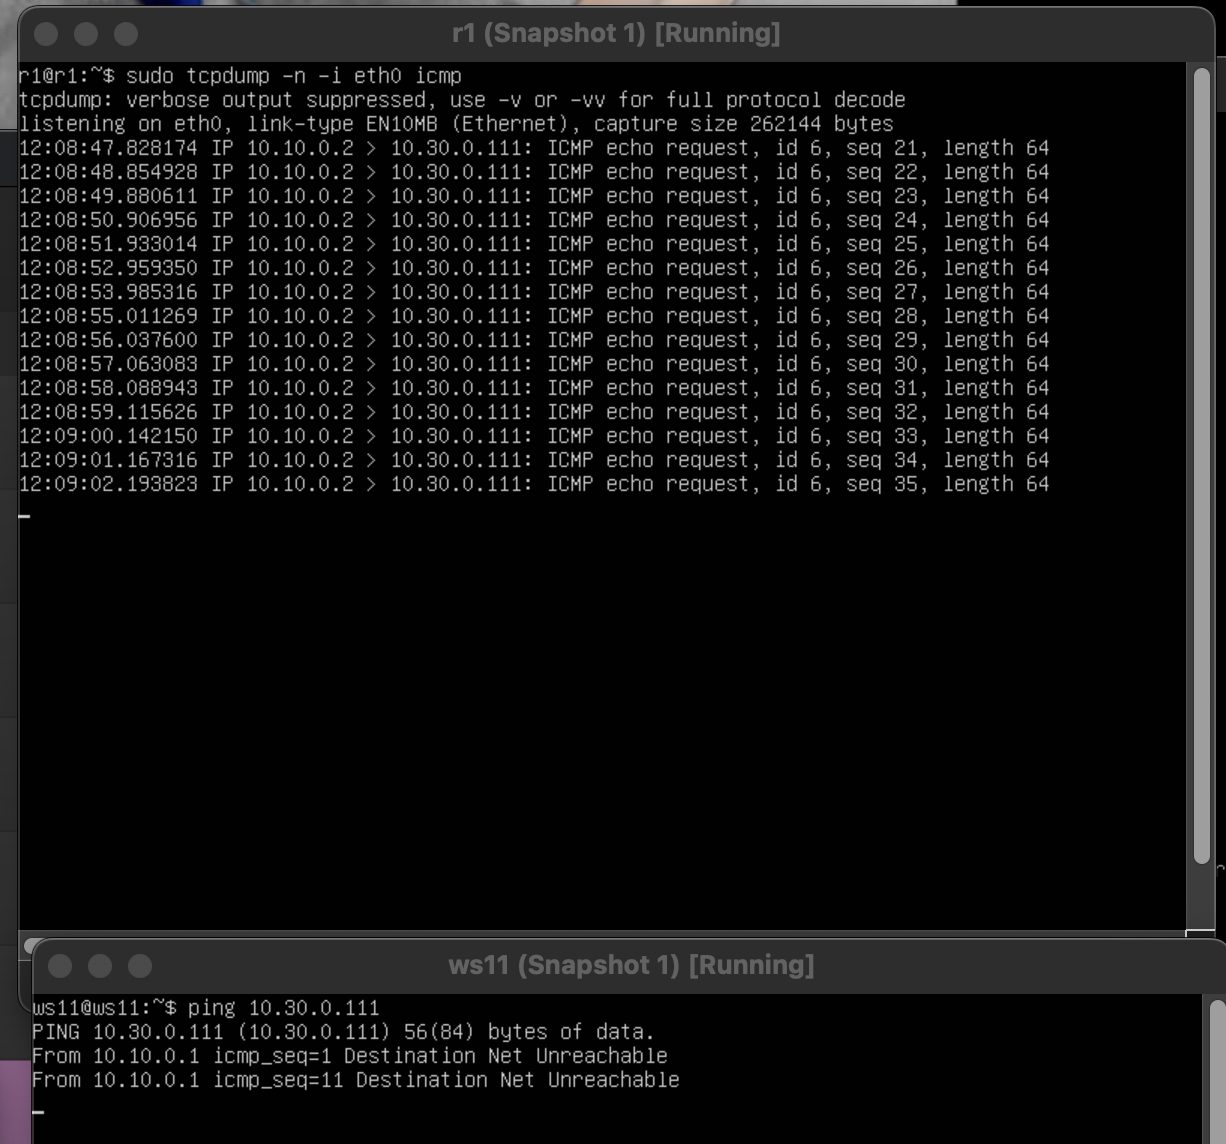 r1 (Snapshot 1) [Running]
r1@r1:~$ sudo tcpdump -n -i eth0 icmp
tcpdump: verbose output suppressed, use -v or -vv for full protocol decode
listening on eth0, link-type EN10MB (Ethernet), capture size 262144 bytes
12:08:47.828174 IP 10.10.0.2 > 10.30.0.111: ICMP echo request, id 6, seq 21, length 64
12:08:48.854928 IP 10.10.0.2 > 10.30.0.111: ICMP echo request, id 6, seq 22, length 64
12:08:49.880611 IP 10.10.0.2 > 10.30.0.111: ICMP echo request, id 6, seq 23, length 64
12:08:50.906956 IP 10.10.0.2 > 10.30.0.111: ICMP echo request, id 6, seq 24, length 64
12:08:51.933014 IP 10.10.0.2 > 10.30.0.111: ICMP echo request, id 6, seq 25, length 64
12:08:52.959350 IP 10.10.0.2 > 10.30.0.111: ICMP echo request, id 6, seq 26, length 64
12:08:53.985316 IP 10.10.0.2 > 10.30.0.111: ICMP echo request, id 6, seq 27, length 64
12:08:55.011269 IP 10.10.0.2 > 10.30.0.111: ICMP echo request, id 6, seq 28, length 64
12:08:56.037600 IP 10.10.0.2 > 10.30.0.111: ICMP echo request, id 6, seq 29, length 64
12:08:57.063083 IP 10.10.0.2 > 10.30.0.111: ICMP echo request, id 6, seq 30, length 64
12:08:58.088943 IP 10.10.0.2 > 10.30.0.111: ICMP echo request, id 6, seq 31, length 64
12:08:59.115626 IP 10.10.0.2 > 10.30.0.111: ICMP echo request, id 6, seq 32, length 64
12:09:00.142150 IP 10.10.0.2 > 10.30.0.111: ICMP echo request, id 6, seq 33, length 64
12:09:01.167316 IP 10.10.0.2 > 10.30.0.111: ICMP echo request, id 6, seq 34, length 64
12:09:02.193823 IP 10.10.0.2 > 10.30.0.111: ICMP echo request, id 6, seq 35, length 64
ws11 (Snapshot 1) [Running]
ws11@ws11:~$ ping 10.30.0.111
PING 10.30.0.111 (10.30.0.111) 56(84) bytes of data.
From 10.10.0.1 icmp_seq=1 Destination Net Unreachable
From 10.10.0.1 icmp_seq=11 Destination Net Unreachable